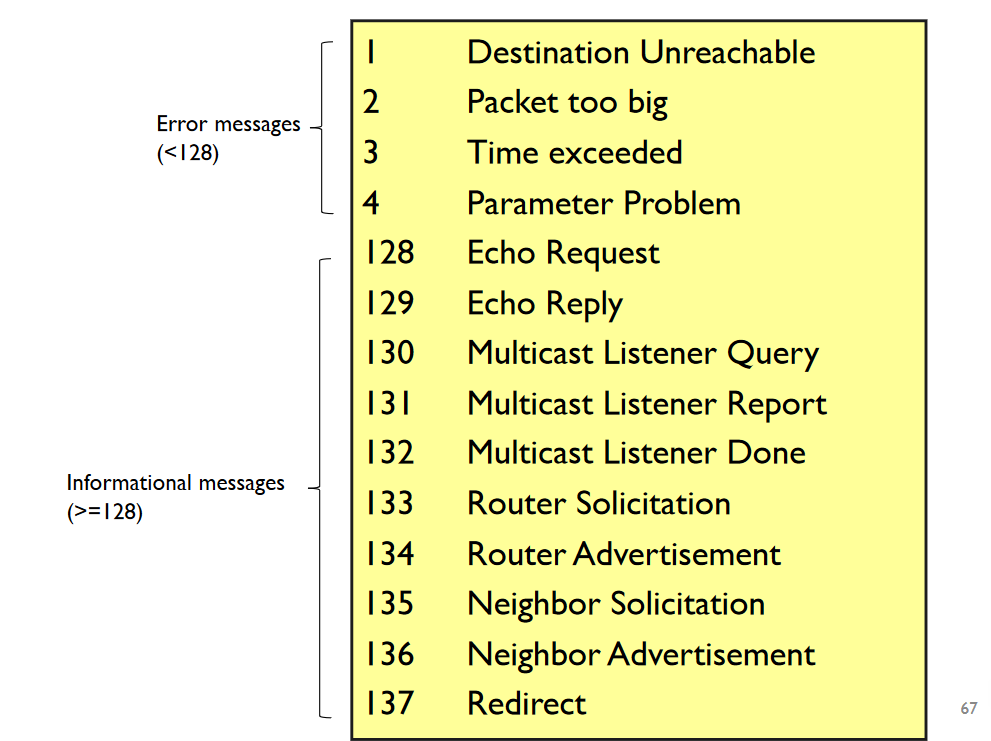 1 Destination Unreachable
2 Packet too big
3 Time exceeded
4 Parameter Problem
Error messages
(<128)
128 Echo Request
129 Echo Reply
130 Multicast Listener Query
131 Multicast Listener Report
132 Multicast Listener Done
133 Router Solicitation
134 Router Advertisement
135 Neighbor Solicitation
136 Neighbor Advertisement
137 Redirect
Informational messages
(>=128)
67